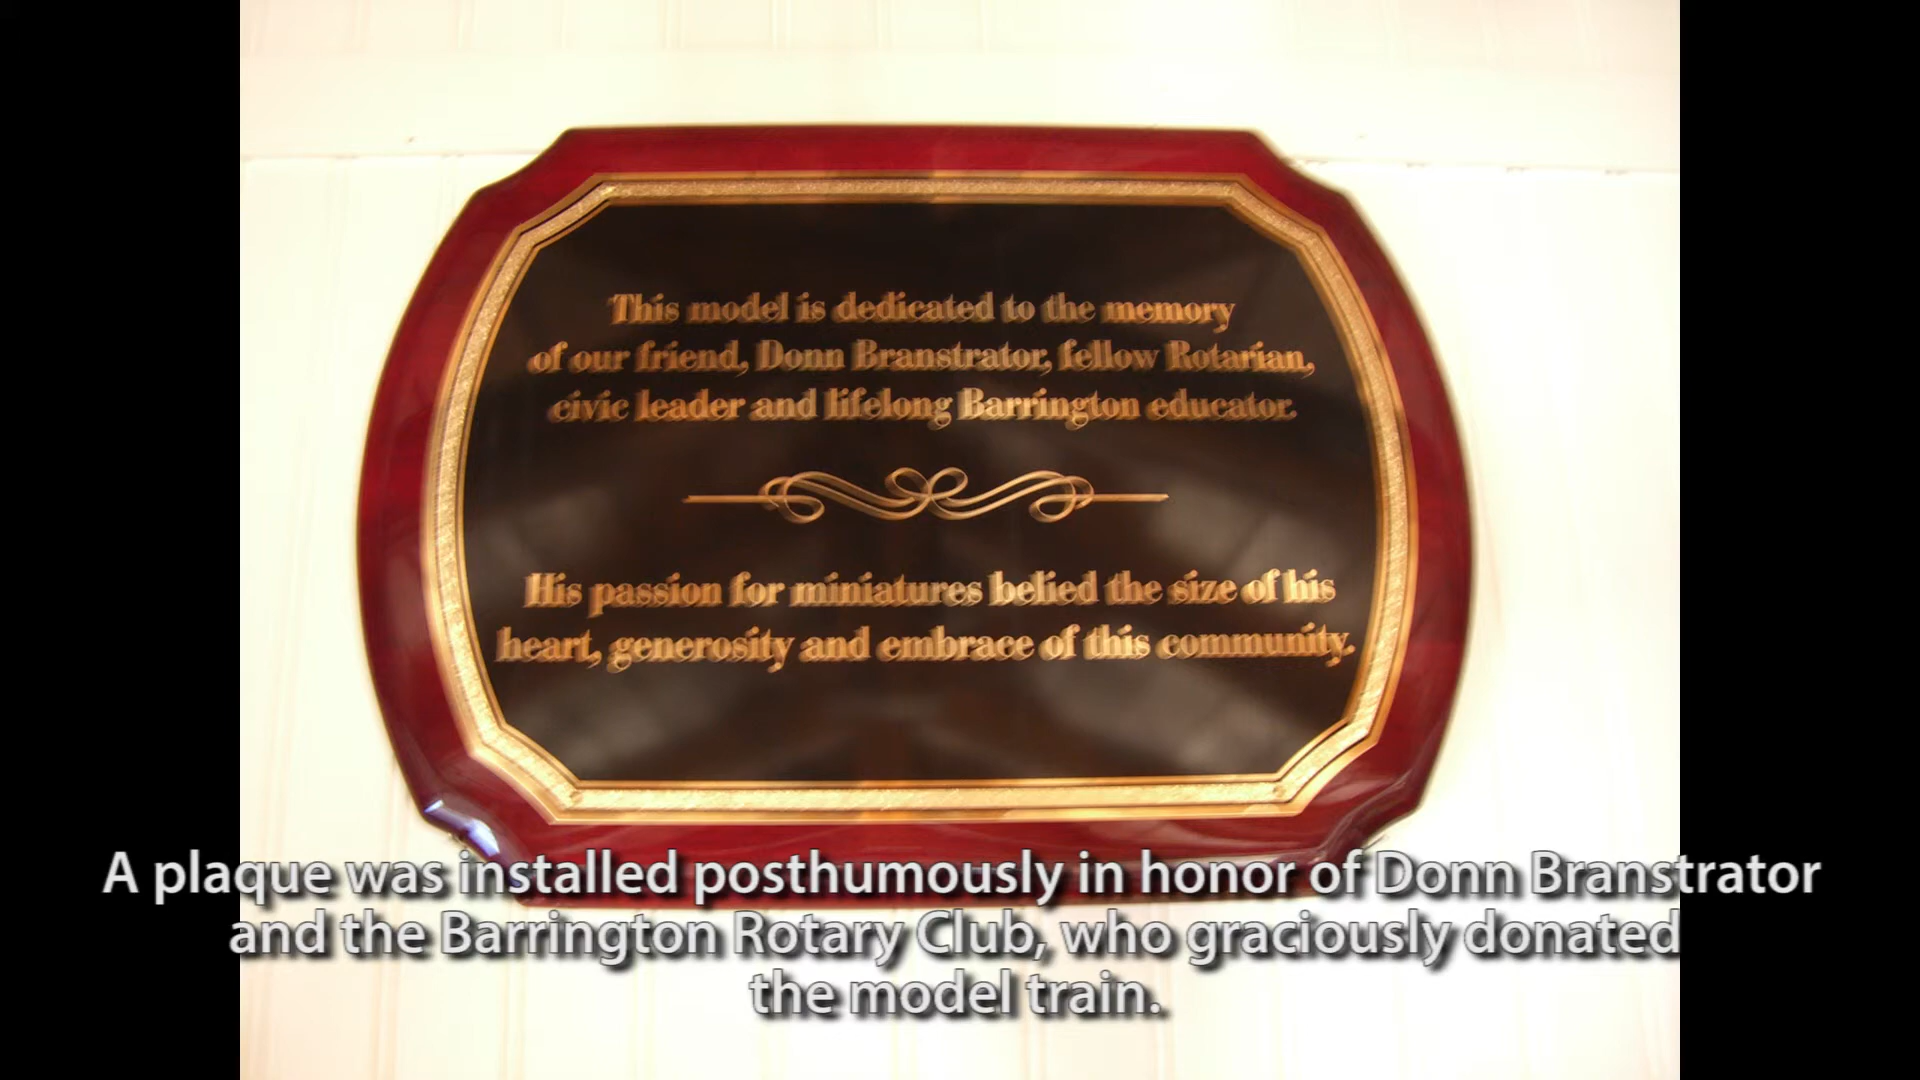 This model is dedicated to the memory
of our friend, Donn Branstrator, fellow Rotarian,
civic leader and lifelong Barrington educator.
His passion for miniatures belied the size of his
heart, generosity and embrace of this community.
A plaque was installed posthumously in honor of Donn Branstrator
and the Barrington Rotary Club, who graciously donated
the model train.